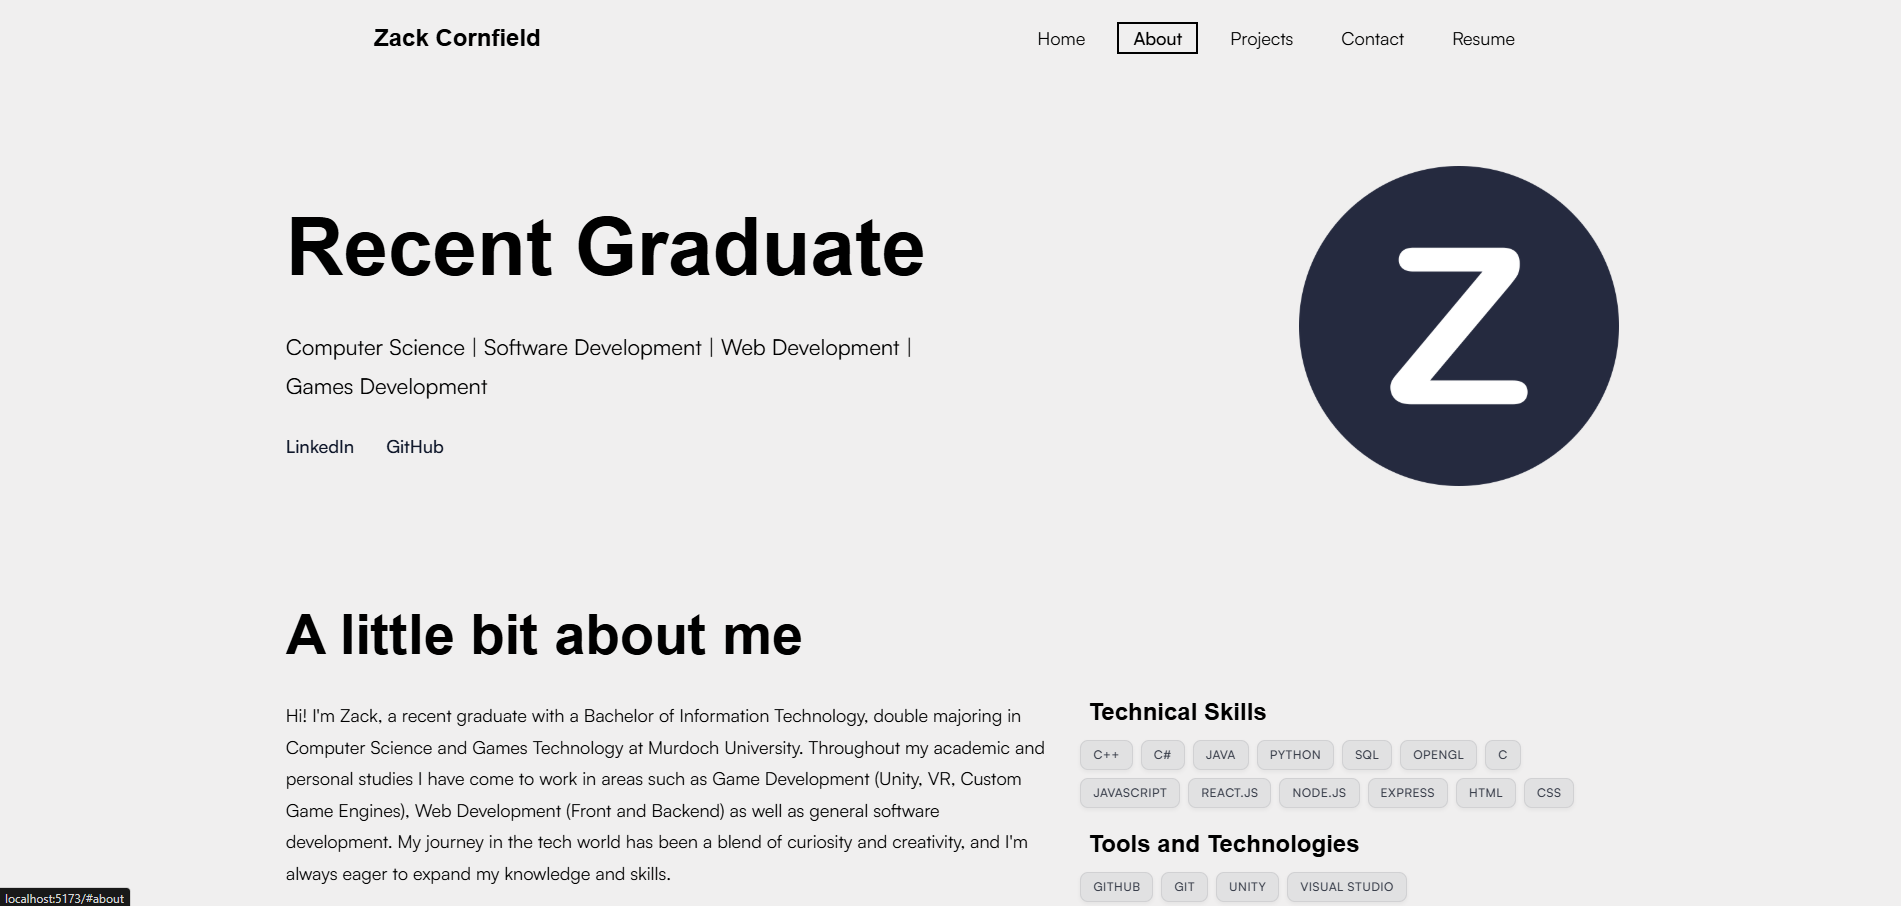 Zack Cornfield
Home About Projects Contact Resume
Recent Graduate
Computer Science | Software Development | Web Development |
Games Development
LinkedIn GitHub
Z
A little bit about me
Hi! I'm Zack, a recent graduate with a Bachelor of Information Technology, double majoring in
Computer Science and Games Technology at Murdoch University. Throughout my academic and
personal studies I have come to work in areas such as Game Development (Unity, VR, Custom
Game Engines), Web Development (Front and Backend) as well as general software
development. My journey in the tech world has been a blend of curiosity and creativity, and I'm
always eager to expand my knowledge and skills.
Technical Skills
C++ C# JAVA PYTHON SQL OPENGL C
JAVASCRIPT REACT.JS NODE.JS EXPRESS HTML CSS
Tools and Technologies
GITHUB GIT UNITY VISUAL STUDIO
localhost:5173/#about